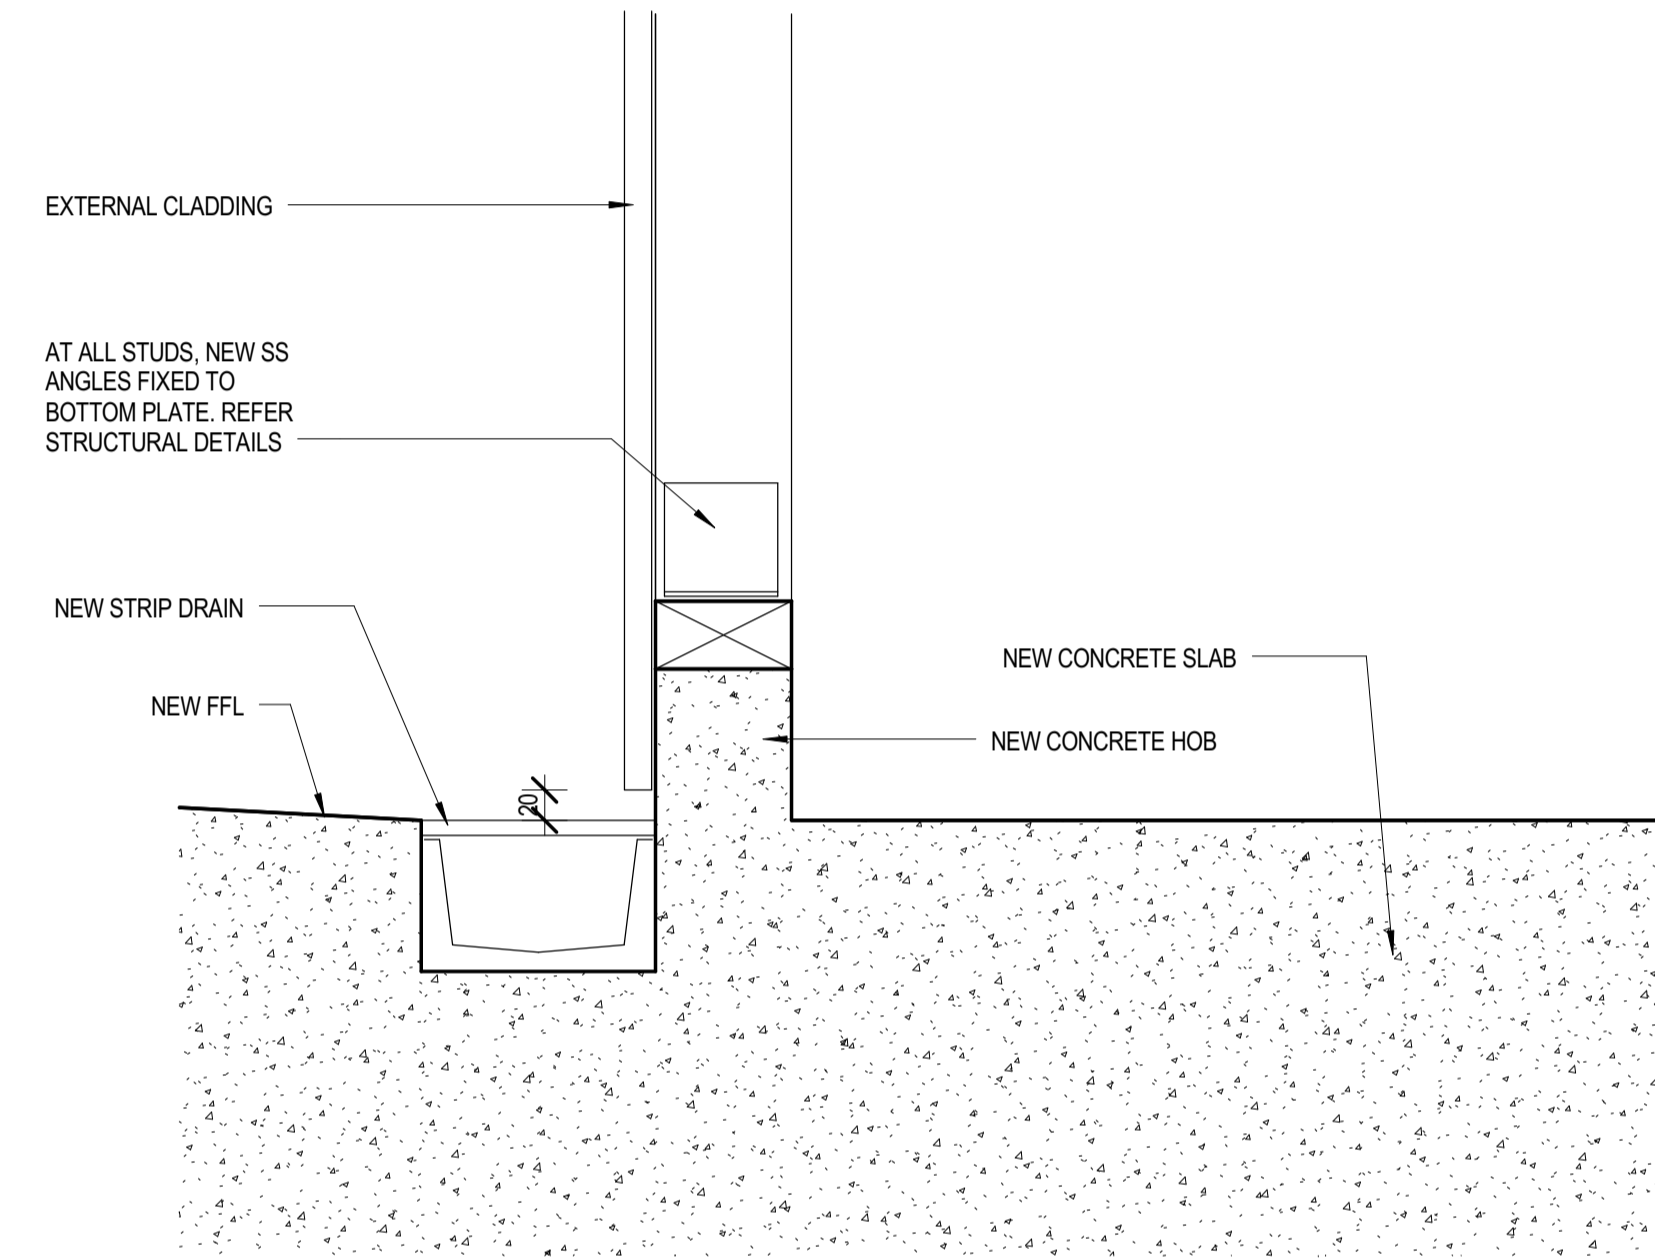 EXTERNAL CLADDING
AT ALL STUDS, NEW SS
ANGLES FIXED TO
BOTTOM PLATE. REFER
STRUCTURAL DETAILS
NEW STRIP DRAIN
NEW CONCRETE SLAB
NEW FFL
NEW CONCRETE HOB
20